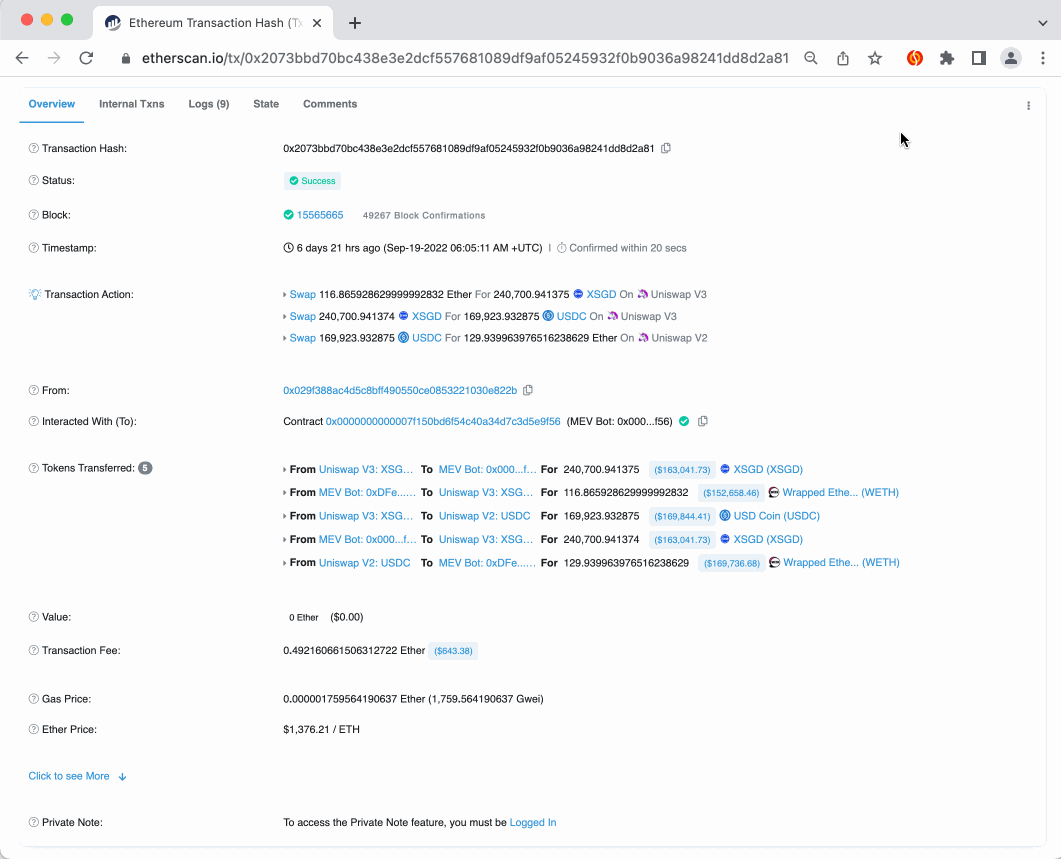 Ethereum Transaction Hash (Tx
etherscan.io/tx/0x2073bbd70bc438e3e2dcf557681089df9af05245932f0b9036a98241dd8d2a81
Overview Internal Txns Logs (9) State Comments
Transaction Hash: 0x2073bbd70bc438e3e2dcf557681089df9af05245932f0b9036a98241dd8d2a81
Status: Success
Block: 15565665 49267 Block Confirmations
Timestamp: 6 days 21 hrs ago (Sep-19-2022 06:05:11 AM +UTC) | Confirmed within 20 secs
Transaction Action: Swap 116.865928629999992832 Ether For 240,700.941375 XSGD On Uniswap V3
Swap 240,700.941374 XSGD For 169,923.932875 USDC On Uniswap V3
Swap 169,923.932875 USDC For 129.939963976516238629 Ether On Uniswap V2
From: 0x029f388ac4d5c8bff490550ce0853221030e822b
Interacted With (To): Contract 0x0000000000007f150bd6f54c40a34d7c3d5e9f56 (MEV Bot: 0x000...f56)
Tokens Transferred: 5 From Uniswap V3: XSG... To MEV Bot: 0x000...f... For 240,700.941375 ($163,041.73) XSGD (XSGD)
From MEV Bot: 0xDFe...... To Uniswap V3: XSG... For 116.865928629999992832 ($152,658.46) Wrapped Ethe... (WETH)
From Uniswap V3: XSG... To Uniswap V2: USDC For 169,923.932875 ($169,844.41) USD Coin (USDC)
From MEV Bot: 0x000...f... To Uniswap V3: XSG... For 240,700.941374 ($163,041.73) XSGD (XSGD)
From Uniswap V2: USDC To MEV Bot: 0xDFe...... For 129.939963976516238629 ($169,736.68) Wrapped Ethe... (WETH)
Value: 0 Ether ($0.00)
Transaction Fee: 0.492160661506312722 Ether ($643.38)
Gas Price: 0.000001759564190637 Ether (1,759.564190637 Gwei)
Ether Price: $1,376.21 / ETH
Click to see More
Private Note: To access the Private Note feature, you must be Logged In